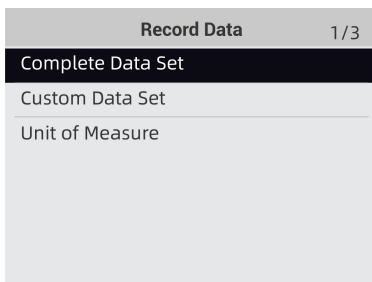 Record Data 1/3
Complete Data Set
Custom Data Set
Unit of Measure